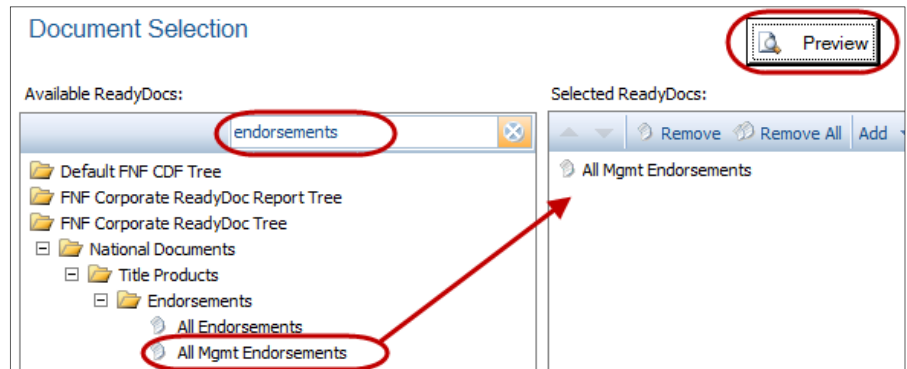 Document Selection
Preview
Available ReadyDocs:
Selected ReadyDocs:
endorsements
Remove Remove All Add
Default FNF CDF Tree
All Mgmt Endorsements
FNF Corporate ReadyDoc Report Tree
FNF Corporate ReadyDoc Tree
National Documents
Title Products
Endorsements
All Endorsements
All Mgmt Endorsements